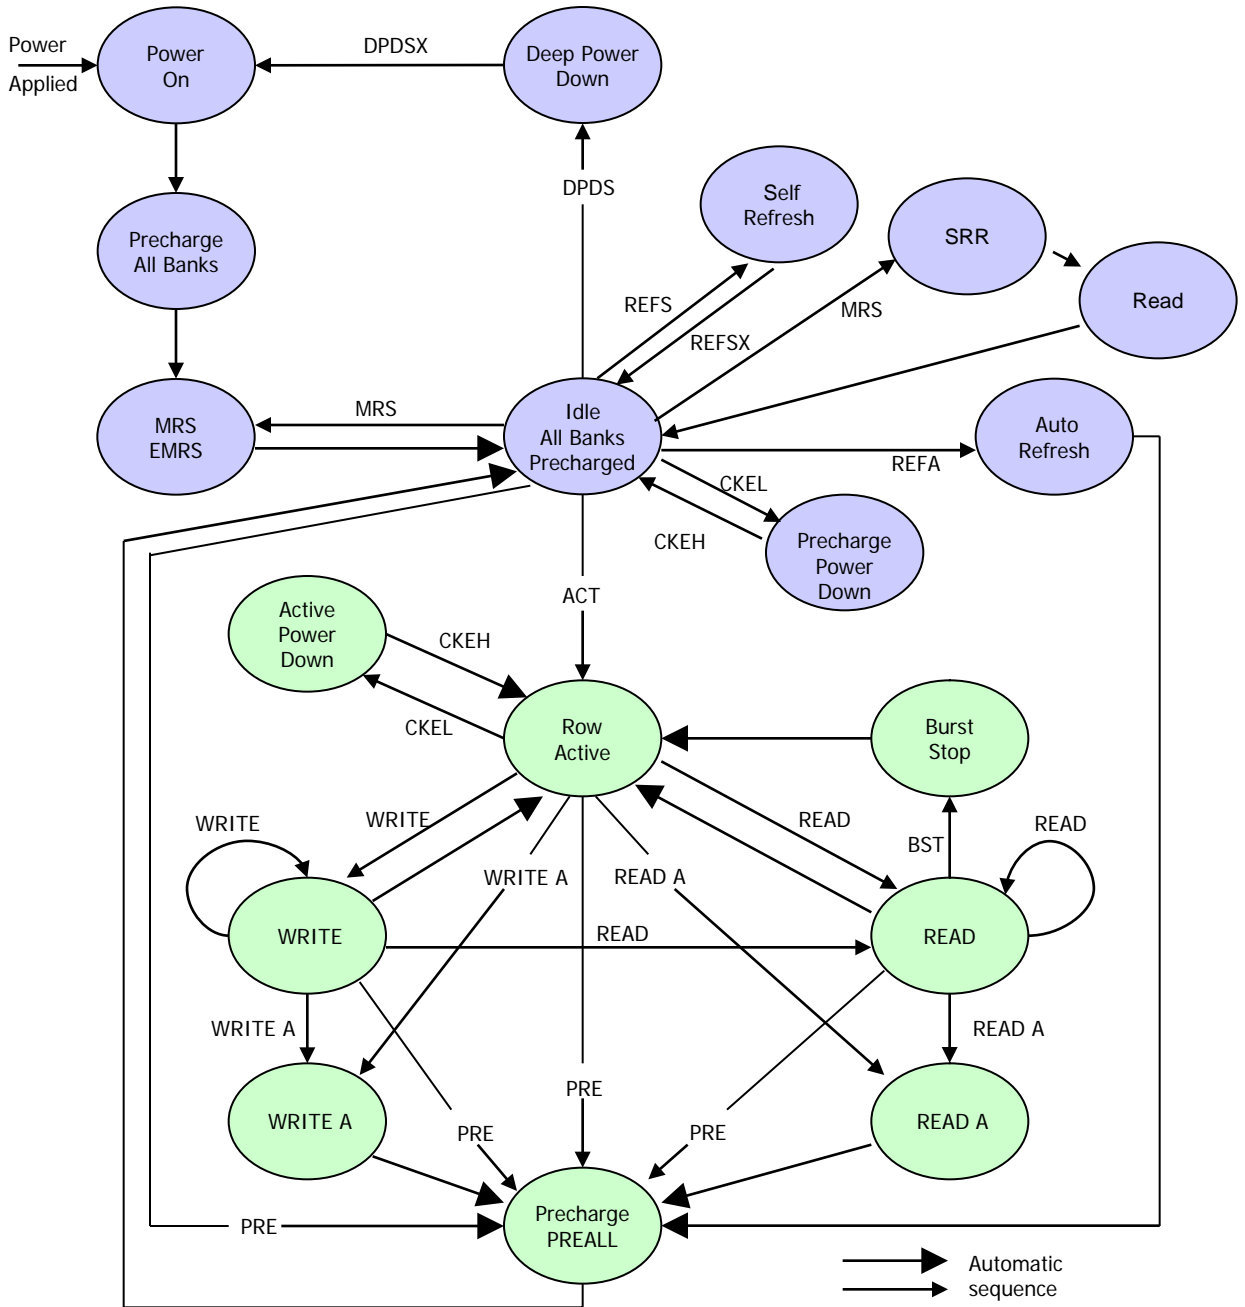 Power
Applied
Power
On
DPDSX
Deep Power
Down
DPDS
Self
Refresh
SRR
Read
Precharge
All Banks
REFS
REFSX
MRS
MRS
EMRS
MRS
Idle
All Banks
Precharged
Auto
Refresh
REFA
CKEL
CKEH
Precharge
Power
Down
ACT
Active
Power
Down
CKEH
CKEL
Row
Active
Burst
Stop
WRITE
WRITE
READ
BST
READ
WRITE A
READ A
WRITE
READ
READ
WRITE A
READ A
WRITE A
PRE
PRE
PRE
READ A
PRE
Precharge
PREALL
Automatic
sequence